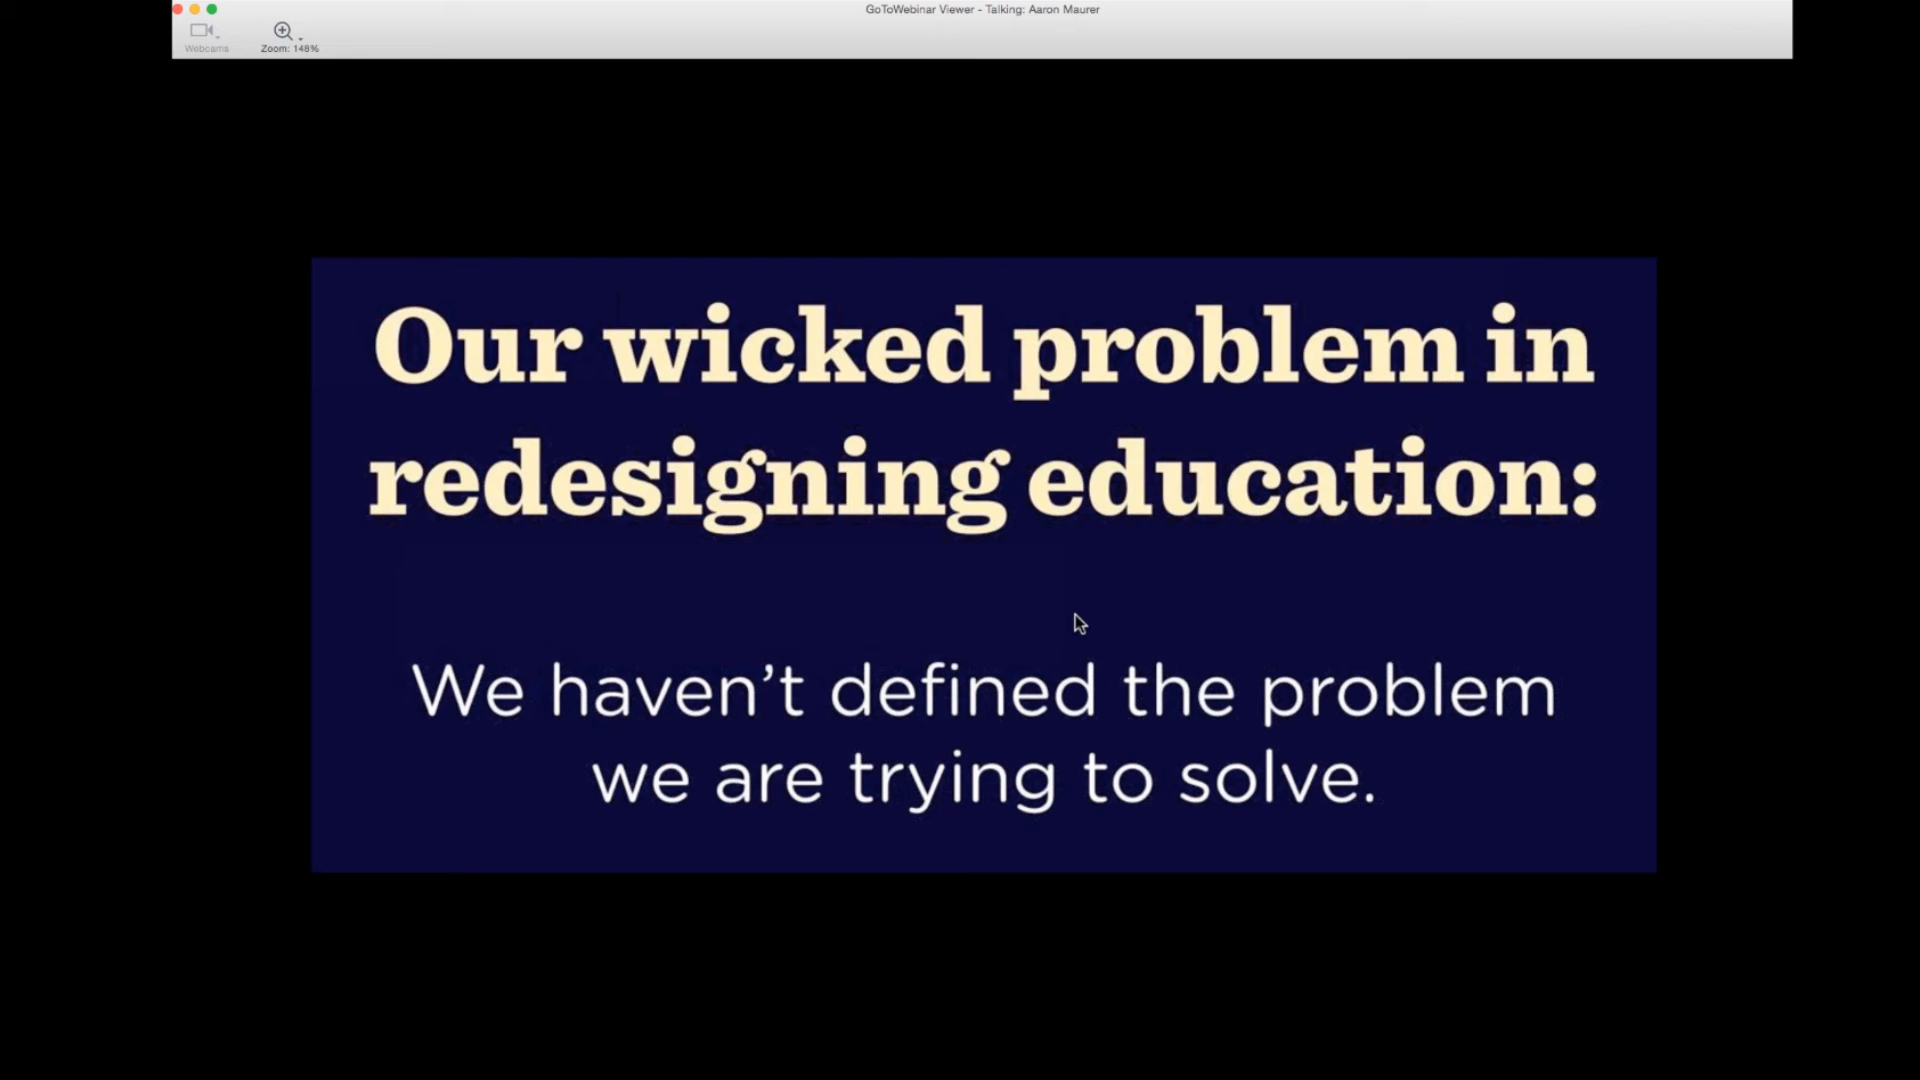 GoToWebinar Viewer - Talking: Aaron Maurer
Webcams
Zoom: 148%
Our wicked problem in
redesigning education:
We haven’t defined the problem
we are trying to solve.